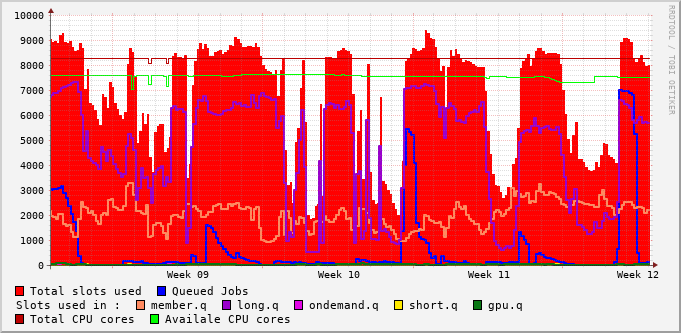 10000
9000
8000
7000
6000
5000
4000
3000
2000
1000
0
Week 09 Week 10 Week 11 Week 12
RRDTOOL / TOBI OETIKER
Total slots used Queued Jobs
Slots used in : member.q long.q ondemand.q short.q gpu.q
Total CPU cores Availale CPU cores